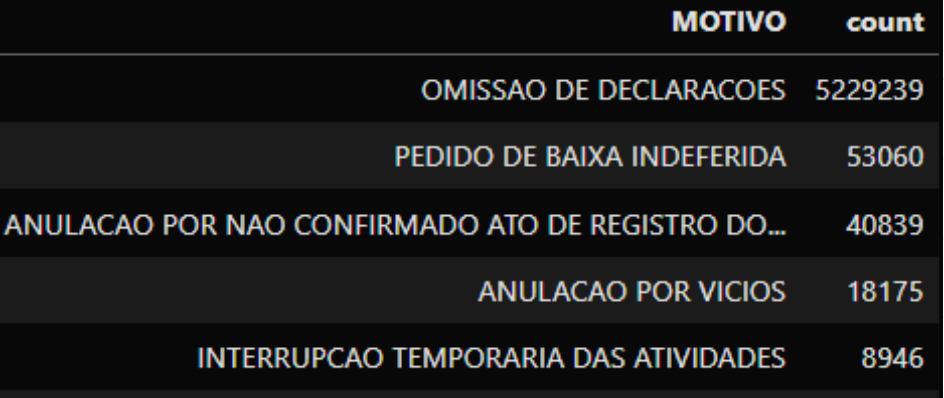 MOTIVO count
OMISSAO DE DECLARACOES 5229239
PEDIDO DE BAIXA INDEFERIDA 53060
ANULACAO POR NAO CONFIRMADO ATO DE REGISTRO DO... 40839
ANULACAO POR VICIOS 18175
INTERRUPCAO TEMPORARIA DAS ATIVIDADES 8946